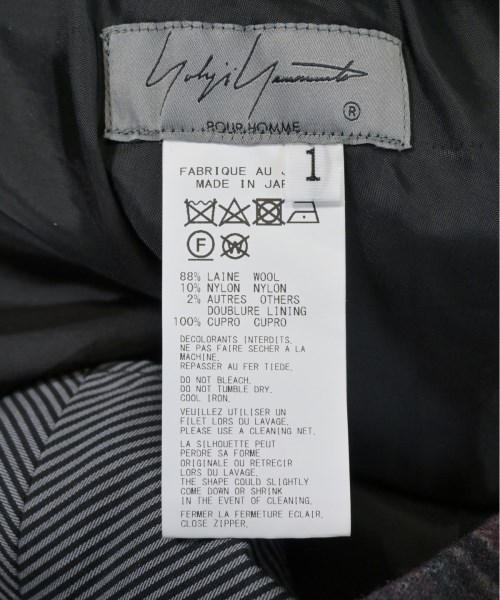 Yohji Yamamoto
®
POUR HOMME
1
FABRIQUE AU
MADE IN
F
W
88% LAINE WOOL
10% NYLON NYLON
2% AUTRES OTHERS
DOUBLURE LINING
100% CUPRO CUPRO
DECOLORANTS INTERDITS.
NE PAS FAIRE SECHER A LA
MACHINE.
REPASSER AU FER TIEDE.
DO NOT BLEACH.
DO NOT TUMBLE DRY.
COOL IRON.
VEUILLEZ UTILISER UN
FILET LORS DU LAVAGE.
PLEASE USE A CLEANING NET.
LA SILHOUETTE PEUT
PERDRE SA FORME
ORIGINALE OU RETRECIR
LORS DU LAVAGE.
THE SHAPE COULD SLIGHTLY
COME DOWN OR SHRINK
IN THE EVENT OF CLEANING.
FERMER LA FERMETURE ECLAIR.
CLOSE ZIPPER.